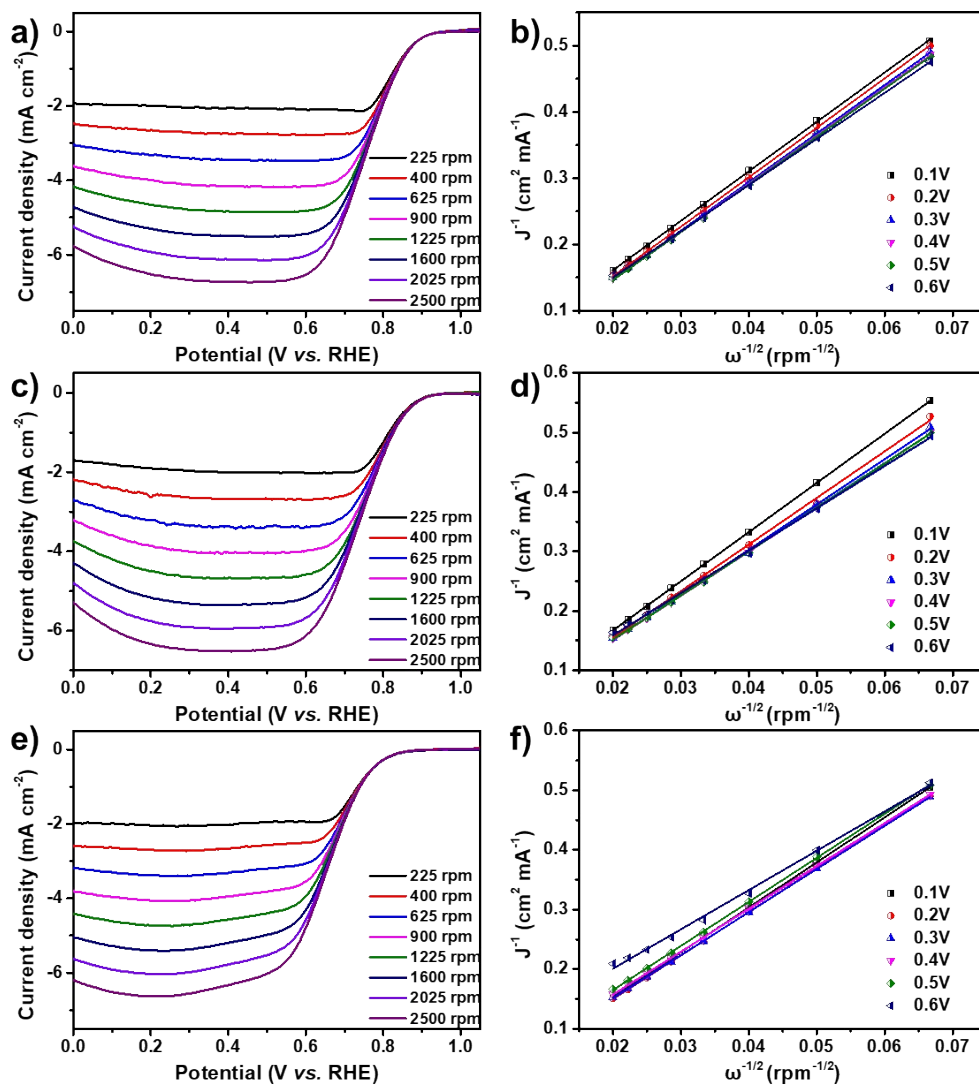 a)
Current density (mA cm-2)
0
-2
-4
-6
0.0 0.2 0.4 0.6 0.8 1.0
Potential (V vs. RHE)
225 rpm
400 rpm
625 rpm
900 rpm
1225 rpm
1600 rpm
2025 rpm
2500 rpm
b)
J-1 (cm2 mA-1)
0.5
0.4
0.3
0.2
0.1
0.02 0.03 0.04 0.05 0.06 0.07
ω-1/2 (rpm-1/2)
0.1V
0.2V
0.3V
0.4V
0.5V
0.6V
c)
Current density (mA cm-2)
0
-2
-4
-6
0.0 0.2 0.4 0.6 0.8 1.0
Potential (V vs. RHE)
225 rpm
400 rpm
625 rpm
900 rpm
1225 rpm
1600 rpm
2025 rpm
2500 rpm
d)
J-1 (cm2 mA-1)
0.6
0.5
0.4
0.3
0.2
0.1
0.02 0.03 0.04 0.05 0.06 0.07
ω-1/2 (rpm-1/2)
0.1V
0.2V
0.3V
0.4V
0.5V
0.6V
e)
Current density (mA cm-2)
0
-2
-4
-6
0.0 0.2 0.4 0.6 0.8 1.0
Potential (V vs. RHE)
225 rpm
400 rpm
625 rpm
900 rpm
1225 rpm
1600 rpm
2025 rpm
2500 rpm
f)
J-1 (cm2 mA-1)
0.6
0.5
0.4
0.3
0.2
0.1
0.02 0.03 0.04 0.05 0.06 0.07
ω-1/2 (rpm-1/2)
0.1V
0.2V
0.3V
0.4V
0.5V
0.6V